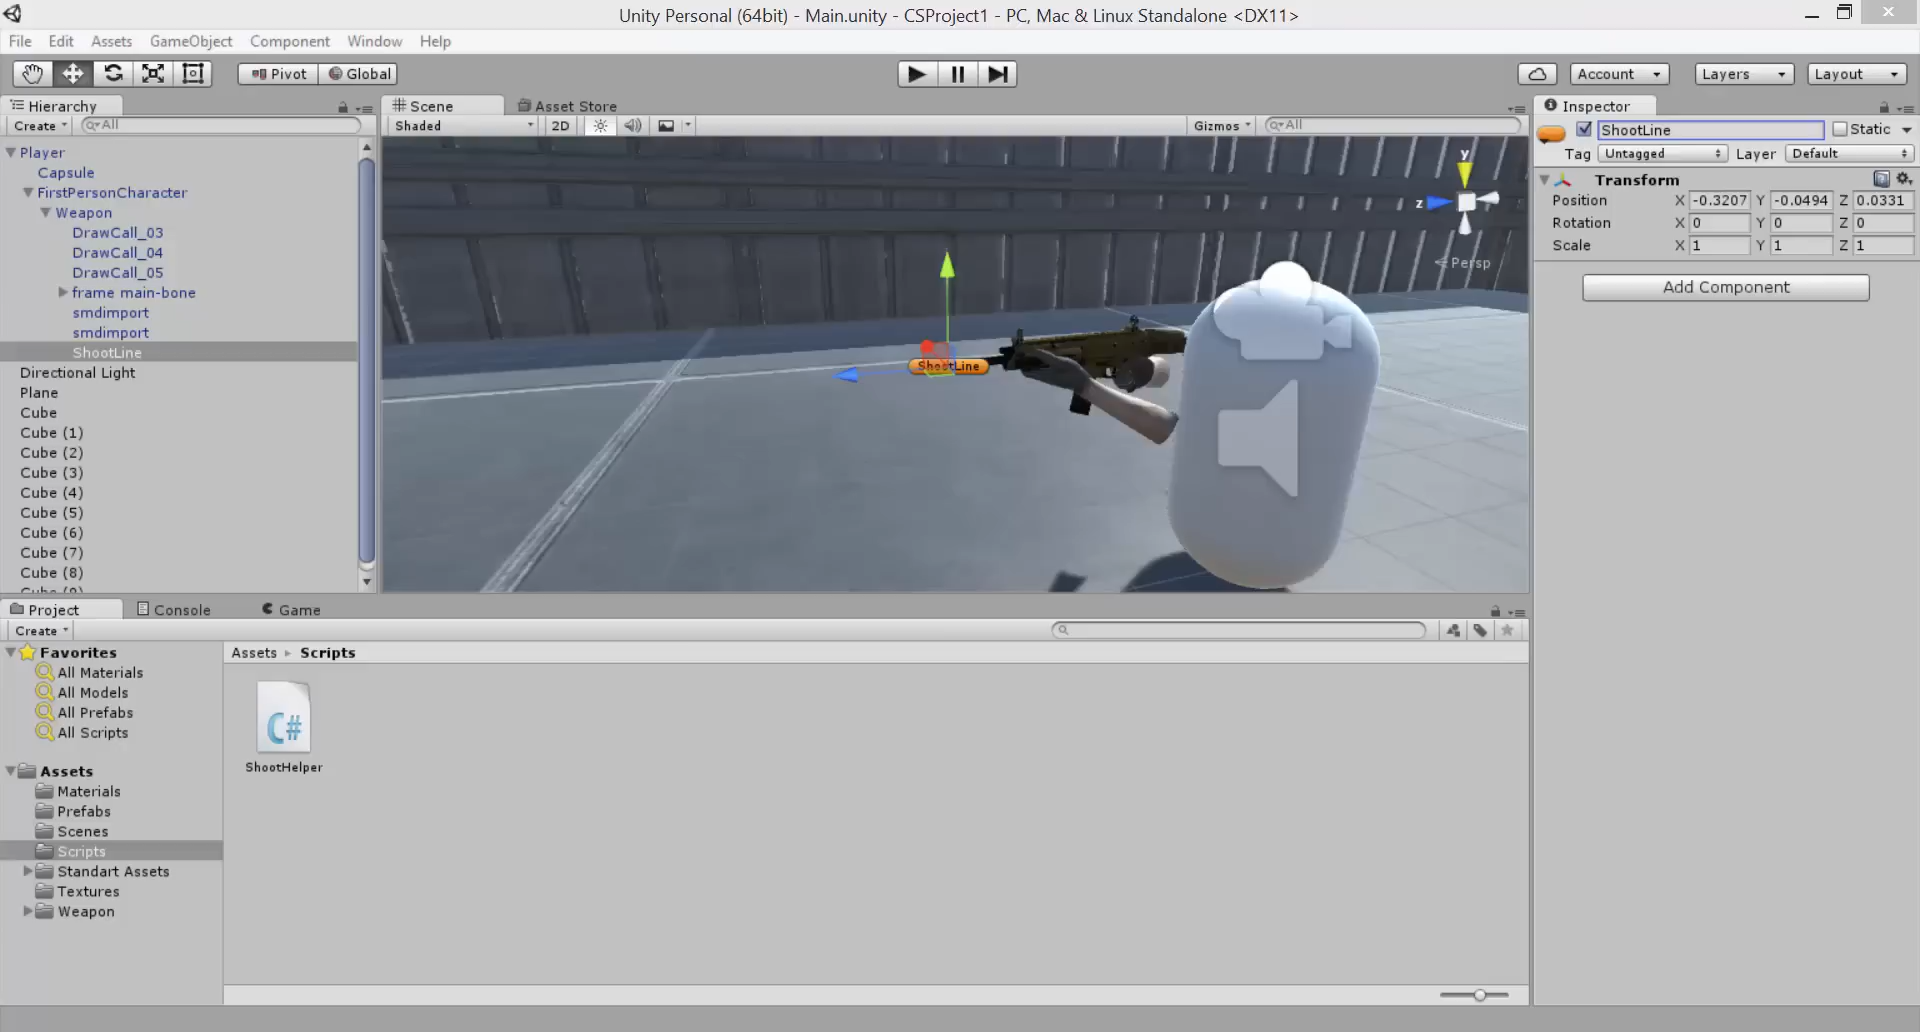 Unity Personal (64bit) - Main.unity - CSProject1 - PC, Mac & Linux Standalone <DX11>
File Edit Assets GameObject Component Window Help
Pivot Global Account Layers Layout
Hierarchy
Create All
Player
Capsule
FirstPersonCharacter
Weapon
DrawCall_03
DrawCall_04
DrawCall_05
frame main-bone
smdimport
smdimport
ShootLine
Directional Light
Plane
Cube
Cube (1)
Cube (2)
Cube (3)
Cube (4)
Cube (5)
Cube (6)
Cube (7)
Cube (8)
Scene Asset Store
Shaded 2D Gizmos All
y
z
Persp
ShootLine
Inspector
ShootLine Static
Tag Untagged Layer Default
Transform
Position X -0.3207 Y -0.0494 Z 0.0331
Rotation X 0 Y 0 Z 0
Scale X 1 Y 1 Z 1
Add Component
Project Console Game
Create
Favorites
All Materials
All Models
All Prefabs
All Scripts
Assets
Materials
Prefabs
Scenes
Scripts
Standart Assets
Textures
Weapon
Assets Scripts
C#
ShootHelper